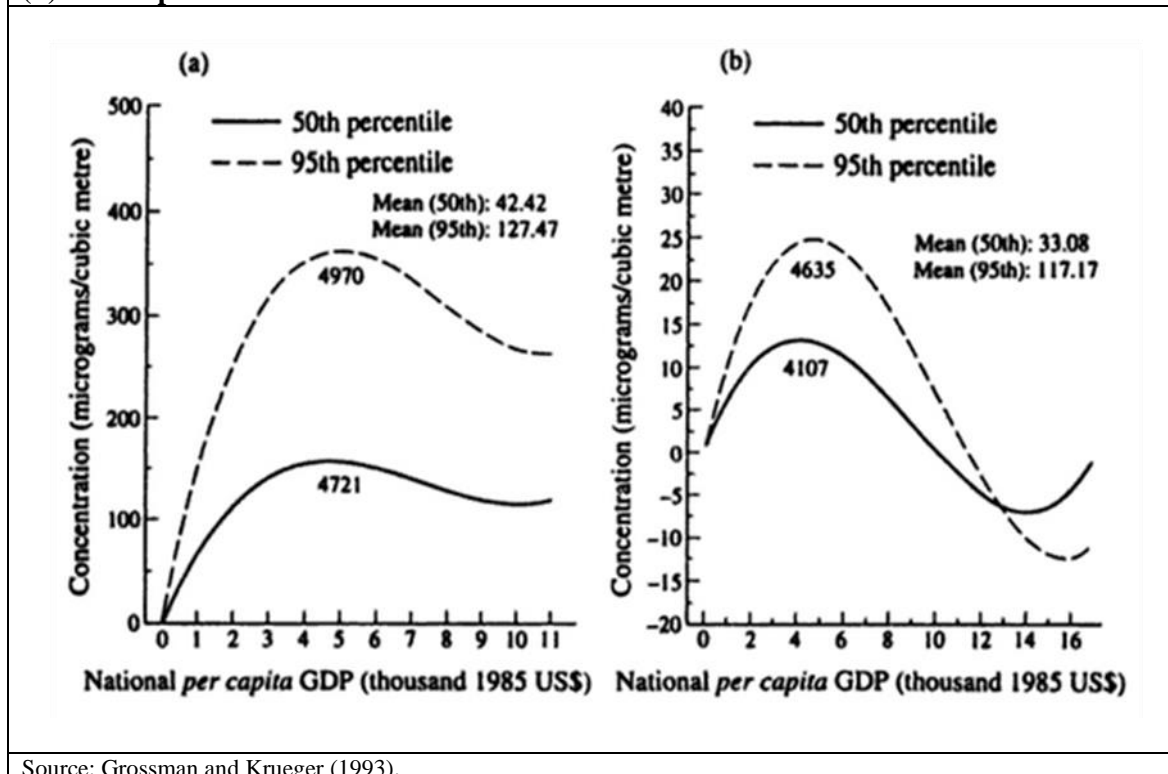 (a)
500
400
300
200
100
0
Concentration (micrograms/cubic metre)
50th percentile
95th percentile
Mean (50th): 42.42
Mean (95th): 127.47
4970
4721
0 1 2 3 4 5 6 7 8 9 10 11
National per capita GDP (thousand 1985 US$)
(b)
40
35
30
25
20
15
10
5
0
−5
−10
−15
−20
Concentration (micrograms/cubic metre)
50th percentile
95th percentile
Mean (50th): 33.08
Mean (95th): 117.17
4635
4107
0 2 4 6 8 10 12 14 16
National per capita GDP (thousand 1985 US$)
Source: Grossman and Krueger (1993).